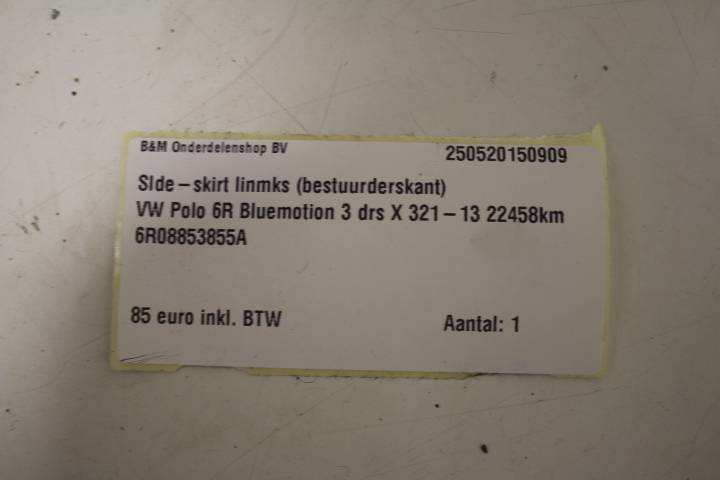 B&M Onderdelenshop BV 250520150909
SIde-skirt linmks (bestuurderskant)
VW Polo 6R Bluemotion 3 drs X 321-13 22458km
6R08853855A
85 euro inkl. BTW Aantal: 1